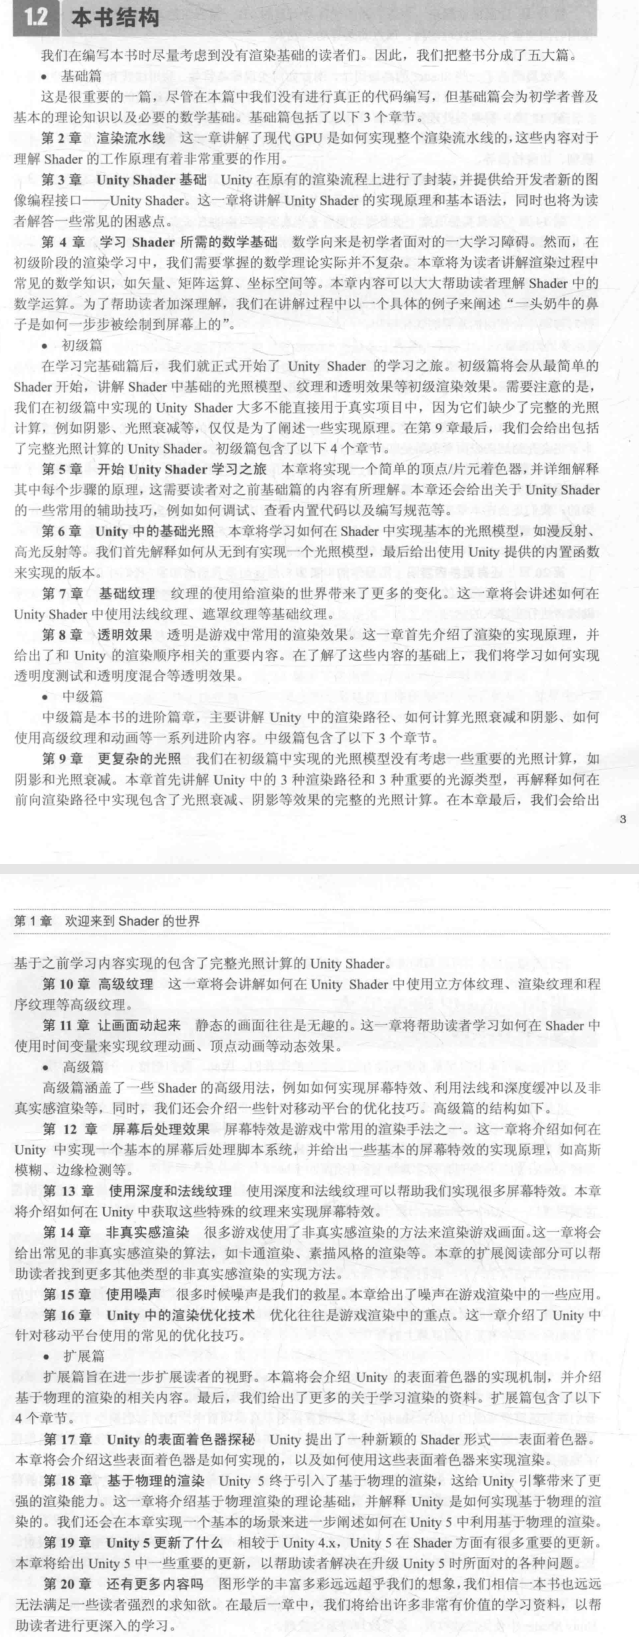 1.2 本书结构
我们在编写本书时尽量考虑到没有渲染基础的读者们。因此，我们把整书分成了五大篇。
• 基础篇
这是很重要的一篇，尽管在本篇中我们没有进行真正的代码编写，但基础篇会为初学者普及
基本的理论知识以及必要的数学基础。基础篇包括了以下 3 个章节。
第 2 章 渲染流水线 这一章讲解了现代 GPU 是如何实现整个渲染流水线的，这些内容对于
理解 Shader 的工作原理有着非常重要的作用。
第 3 章 Unity Shader 基础 Unity 在原有的渲染流程上进行了封装，并提供给开发者新的图
像编程接口——Unity Shader。这一章将讲解 Unity Shader 的实现原理和基本语法，同时也将为读
者解答一些常见的困惑点。
第 4 章 学习 Shader 所需的数学基础 数学向来是初学者面对的一大学习障碍。然而，在
初级阶段的渲染学习中，我们需要掌握的数学理论实际并不复杂。本章将为读者讲解渲染过程中
常见的数学知识，如矢量、矩阵运算、坐标空间等。本章内容可以大大帮助读者理解 Shader 中的
数学运算。为了帮助读者加深理解，我们在讲解过程中以一个具体的例子来阐述“一头奶牛的鼻
子是如何一步步被绘制到屏幕上的”。
• 初级篇
在学习完基础篇后，我们就正式开始了 Unity Shader 的学习之旅。初级篇将会从最简单的
Shader 开始，讲解 Shader 中基础的光照模型、纹理和透明效果等初级渲染效果。需要注意的是，
我们在初级篇中实现的 Unity Shader 大多不能直接用于真实项目中，因为它们缺少了完整的光照
计算，例如阴影、光照衰减等，仅仅是为了阐述一些实现原理。在第 9 章最后，我们会给出包括
了完整光照计算的 Unity Shader。初级篇包含了以下 4 个章节。
第 5 章 开始 Unity Shader 学习之旅 本章将实现一个简单的顶点/片元着色器，并详细解释
其中每个步骤的原理，这需要读者对之前基础篇的内容有所理解。本章还会给出关于 Unity Shader
的一些常用的辅助技巧，例如如何调试、查看内置代码以及编写规范等。
第 6 章 Unity 中的基础光照 本章将学习如何在 Shader 中实现基本的光照模型，如漫反射、
高光反射等。我们首先解释如何从无到有实现一个光照模型，最后给出使用 Unity 提供的内置函数
来实现的版本。
第 7 章 基础纹理 纹理的使用给渲染的世界带来了更多的变化。这一章将会讲述如何在
Unity Shader 中使用法线纹理、遮罩纹理等基础纹理。
第 8 章 透明效果 透明是游戏中常用的渲染效果。这一章首先介绍了渲染的实现原理，并
给出了和 Unity 的渲染顺序相关的重要内容。在了解了这些内容的基础上，我们将学习如何实现
透明度测试和透明度混合等透明效果。
• 中级篇
中级篇是本书的进阶篇章，主要讲解 Unity 中的渲染路径、如何计算光照衰减和阴影、如何
使用高级纹理和动画等一系列进阶内容。中级篇包含了以下 3 个章节。
第 9 章 更复杂的光照 我们在初级篇中实现的光照模型没有考虑一些重要的光照计算，如
阴影和光照衰减。本章首先讲解 Unity 中的 3 种渲染路径和 3 种重要的光源类型，再解释如何在
前向渲染路径中实现包含了光照衰减、阴影等效果的完整的光照计算。在本章最后，我们会给出
3
第 1 章 欢迎来到 Shader 的世界
基于之前学习内容实现的包含了完整光照计算的 Unity Shader。
第 10 章 高级纹理 这一章将会讲解如何在 Unity Shader 中使用立方体纹理、渲染纹理和程
序纹理等高级纹理。
第 11 章 让画面动起来 静态的画面往往是无趣的。这一章将帮助读者学习如何在 Shader 中
使用时间变量来实现纹理动画、顶点动画等动态效果。
• 高级篇
高级篇涵盖了一些 Shader 的高级用法，例如如何实现屏幕特效、利用法线和深度缓冲以及非
真实感渲染等，同时，我们还会介绍一些针对移动平台的优化技巧。高级篇的结构如下。
第 12 章 屏幕后处理效果 屏幕特效是游戏中常用的渲染手法之一。这一章将介绍如何在
Unity 中实现一个基本的屏幕后处理脚本系统，并给出一些基本的屏幕特效的实现原理，如高斯
模糊、边缘检测等。
第 13 章 使用深度和法线纹理 使用深度和法线纹理可以帮助我们实现很多屏幕特效。本章
将介绍如何在 Unity 中获取这些特殊的纹理来实现屏幕特效。
第 14 章 非真实感渲染 很多游戏使用了非真实感渲染的方法来渲染游戏画面。这一章将会
给出常见的非真实感渲染的算法，如卡通渲染、素描风格的渲染等。本章的扩展阅读部分可以帮
助读者找到更多其他类型的非真实感渲染的实现方法。
第 15 章 使用噪声 很多时候噪声是我们的救星。本章给出了噪声在游戏渲染中的一些应用。
第 16 章 Unity 中的渲染优化技术 优化往往是游戏渲染中的重点。这一章介绍了 Unity 中
针对移动平台使用的常见的优化技巧。
• 扩展篇
扩展篇旨在进一步扩展读者的视野。本篇将会介绍 Unity 的表面着色器的实现机制，并介绍
基于物理的渲染的相关内容。最后，我们给出了更多的关于学习渲染的资料。扩展篇包含了以下
4 个章节。
第 17 章 Unity 的表面着色器探秘 Unity 提出了一种新颖的 Shader 形式——表面着色器。
本章将会介绍这些表面着色器是如何实现的，以及如何使用这些表面着色器来实现渲染。
第 18 章 基于物理的渲染 Unity 5 终于引入了基于物理的渲染，这给 Unity 引擎带来了更
强的渲染能力。这一章将介绍基于物理渲染的理论基础，并解释 Unity 是如何实现基于物理的渲
染的。我们还会在本章实现一个基本的场景来进一步阐述如何在 Unity 5 中利用基于物理的渲染。
第 19 章 Unity 5 更新了什么 相较于 Unity 4.x，Unity 5 在 Shader 方面有很多重要的更新。
本章将给出 Unity 5 中一些重要的更新，以帮助读者解决在升级 Unity 5 时所面对的各种问题。
第 20 章 还有更多内容吗 图形学的丰富多彩远远超乎我们的想象，我们相信一本书也远远
无法满足一些读者强烈的求知欲。在最后一章中，我们将给出许多非常有价值的学习资料，以帮
助读者进行更深入的学习。